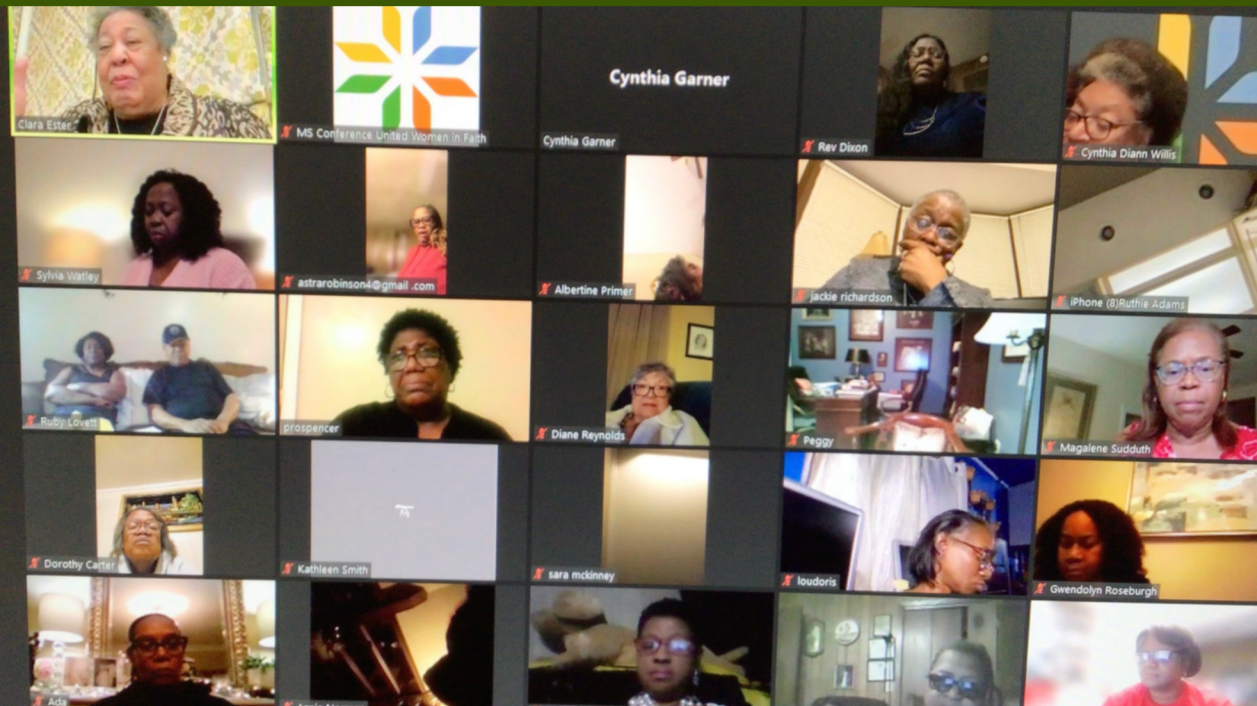 Clara Ester
MS Conference United Women in Faith
Cynthia Garner
Cynthia Garner
Rev Dixon
Cynthia Diann Willis
Sylvia Watley
astrarobinson4@gmail .com
Albertine Primer
jackie richardson
iPhone (8)Ruthie Adams
Ruby Lovett
prospencer
Diane Reynolds
Peggy
Magalene Sudduth
Dorothy Carter
Kathleen Smith
sara mckinney
loudoris
Gwendolyn Roseburgh
Ada